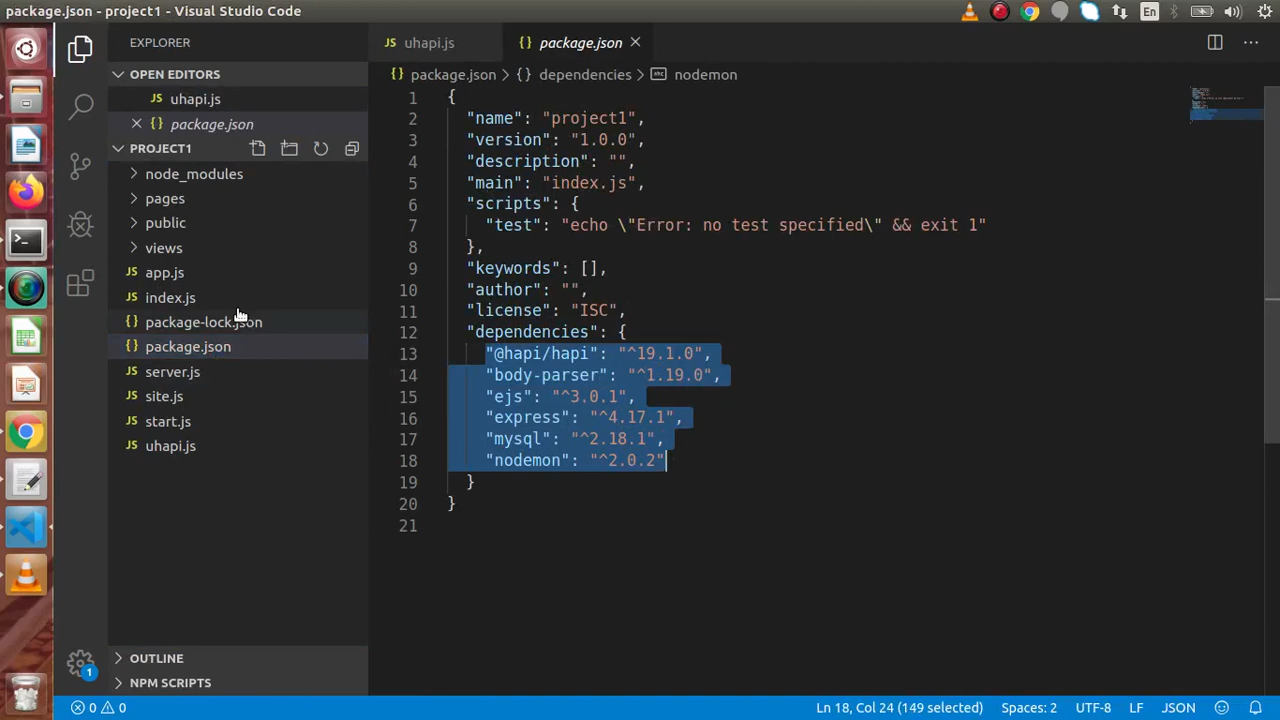 package.json - project1 - Visual Studio Code
En
EXPLORER
OPEN EDITORS
uhapi.js
package.json
PROJECT1
node_modules
pages
public
views
app.js
index.js
package-lock.json
package.json
server.js
site.js
start.js
uhapi.js
OUTLINE
NPM SCRIPTS
1
uhapi.js
package.json
package.json > {} dependencies > abc nodemon
1 {
2 "name": "project1",
3 "version": "1.0.0",
4 "description": "",
5 "main": "index.js",
6 "scripts": {
7 "test": "echo \"Error: no test specified\" && exit 1"
8 },
9 "keywords": [],
10 "author": "",
11 "license": "ISC",
12 "dependencies": {
13 "@hapi/hapi": "^19.1.0",
14 "body-parser": "^1.19.0",
15 "ejs": "^3.0.1",
16 "express": "^4.17.1",
17 "mysql": "^2.18.1",
18 "nodemon": "^2.0.2"
19 }
20 }
21
0 0 Ln 18, Col 24 (149 selected) Spaces: 2 UTF-8 LF JSON